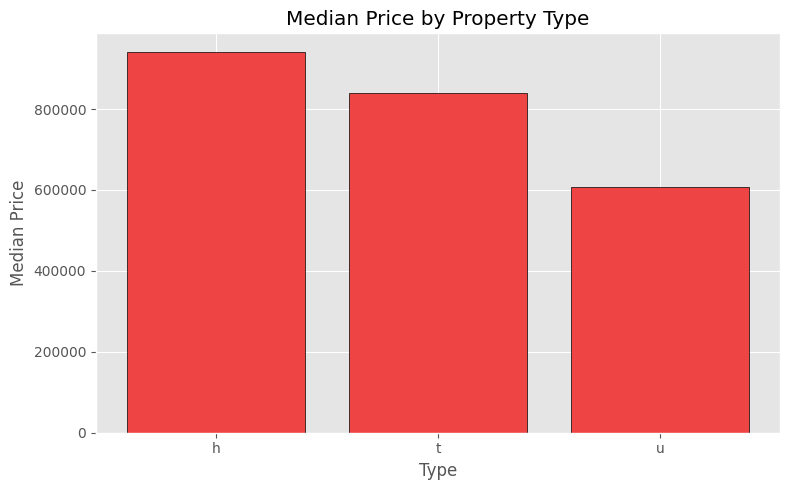 Median Price by Property Type
800000
600000
400000
200000
0
Median Price
h t u
Type